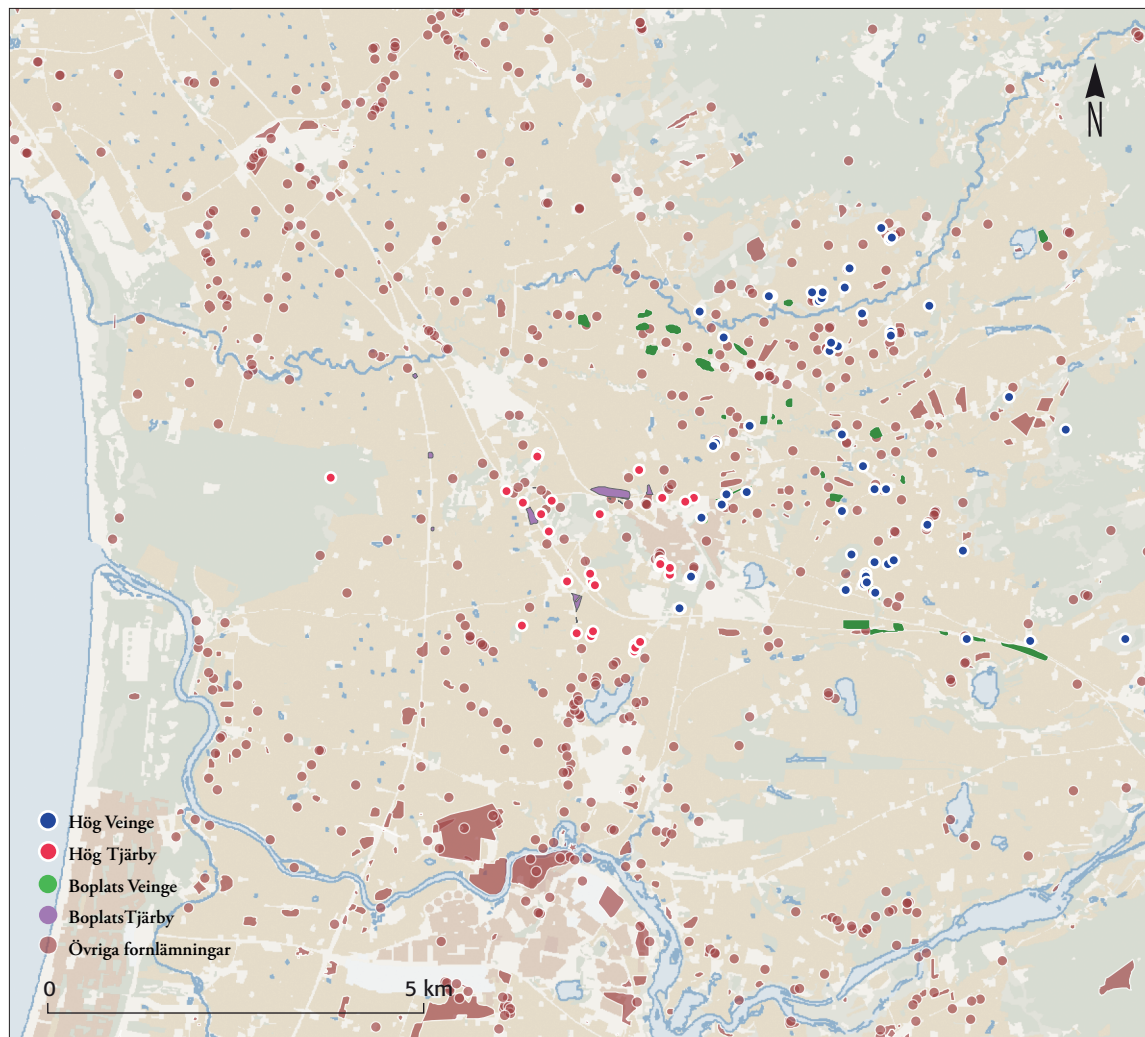 N
Hög Veinge
Hög Tjärby
Boplats Veinge
BoplatsTjärby
Övriga fornlämningar
0 5 km